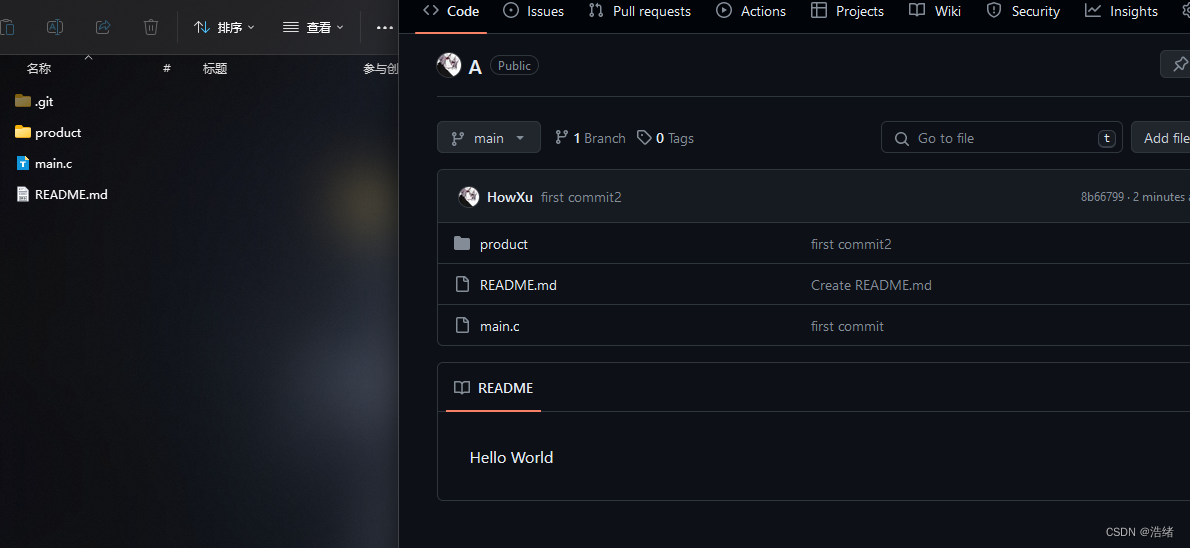 排序
查看
名称
#
标题
参与创
.git
product
main.c
README.md
Code
Issues
Pull requests
Actions
Projects
Wiki
Security
Insights
A
Public
main
1 Branch
0 Tags
Go to file
t
Add file
HowXu first commit2
8b66799 · 2 minutes a
product
first commit2
README.md
Create README.md
main.c
first commit
README
Hello World
CSDN @浩绪